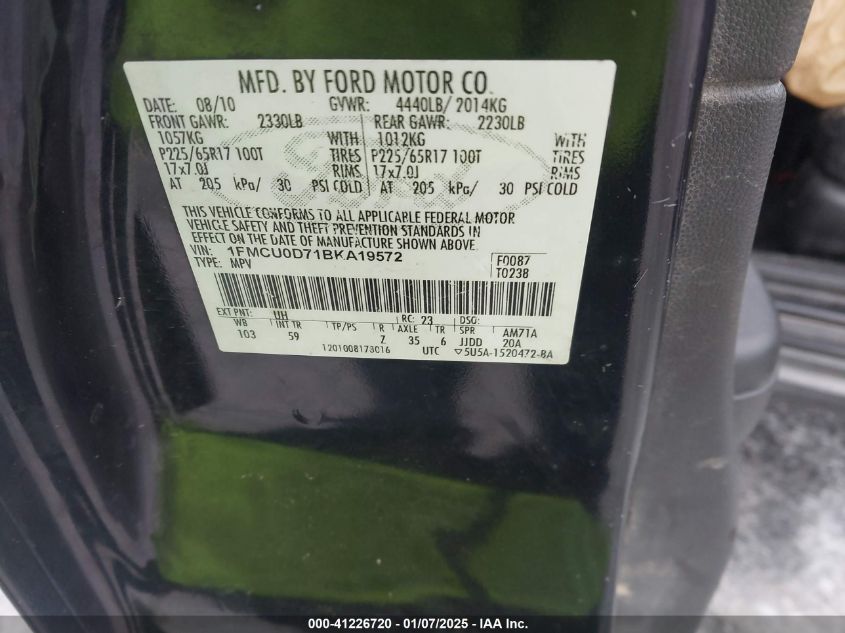 MFD. BY FORD MOTOR CO.
DATE: 08/10 GVWR: 4440LB/ 2014KG
FRONT GAWR: 2330LB REAR GAWR: 2230LB
1057KG WITH 1012KG WITH
P225/65R17 100T TIRES P225/65R17 100T TIRES
17x7.0J RIMS 17x7.0J RIMS
AT 205 kPa/ 30 PSI COLD AT 205 kPa/ 30 PSI COLD
THIS VEHICLE CONFORMS TO ALL APPLICABLE FEDERAL MOTOR
VEHICLE SAFETY AND THEFT PREVENTION STANDARDS IN
EFFECT ON THE DATE OF MANUFACTURE SHOWN ABOVE.
VIN: 1FMCU0D71BKA19572 F0087
TYPE: MPV T0238
EXT PNT: UH RC: 23 DSO:
WB INT TR TP/PS R AXLE TR SPR AM71A
103 59 Z 35 6 JJDD 20A
1201008173016 UTC ▽5U5A-1520472-BA
000-41226720 - 01/07/2025 - IAA Inc.